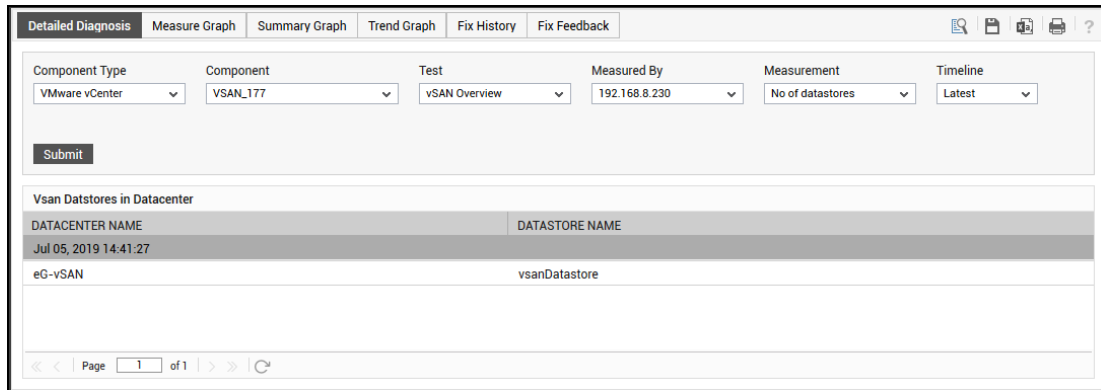 Detailed Diagnosis Measure Graph Summary Graph Trend Graph Fix History Fix Feedback ?
Component Type Component Test Measured By Measurement Timeline
VMware vCenter VSAN_177 vSAN Overview 192.168.8.230 No of datastores Latest
Submit
Vsan Datstores in Datacenter
DATACENTER NAME DATASTORE NAME
Jul 05, 2019 14:41:27
eG-vSAN vsanDatastore
Page 1 of 1